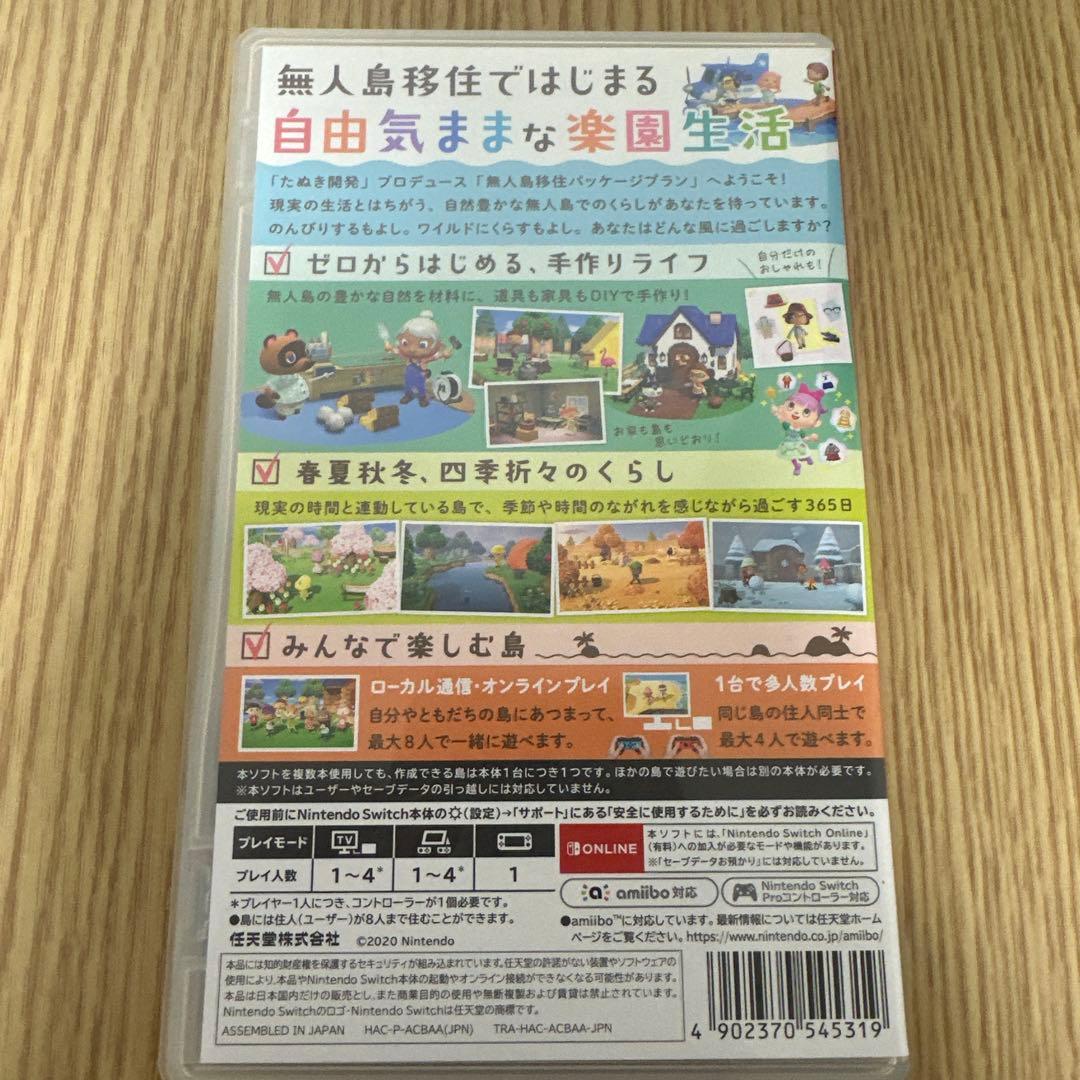 無人島移住ではじまる
自由気ままな楽園生活
「たぬき開発」プロデュース「無人島移住パッケージプラン」へようこそ!
現実の生活とはちがう、自然豊かな無人島でのくらしがあなたを待っています。
のんびりするもよし。ワイルドにくらすもよし。あなたはどんな風に過ごしますか?
ゼロからはじめる、手作りライフ
自分だけの
おしゃれも!
無人島の豊かな自然を材料に、道具も家具もDIYで手作り!
お家も島も
思いどおり!
春夏秋冬、四季折々のくらし
現実の時間と連動している島で、季節や時間のながれを感じながら過ごす365日
みんなで楽しむ島
ローカル通信・オンラインプレイ
自分やともだちの島にあつまって、
最大8人で一緒に遊べます。
1台で多人数プレイ
同じ島の住人同士で
最大4人で遊べます。
本ソフトを複数本使用しても、作成できる島は本体1台につき1つです。ほかの島で遊びたい場合は別の本体が必要です。
※本ソフトはユーザーやセーブデータの引っ越しには対応していません。
ご使用前にNintendo Switch本体の(設定)→「サポート」にある「安全に使用するために」を必ずお読みください。
プレイモード
TV
プレイ人数
1〜4*
1〜4*
1
*プレイヤー1人につき、コントローラーが1個必要です。
●島には住人(ユーザー)が8人まで住むことができます。
任天堂株式会社 ©2020 Nintendo
ONLINE
本ソフトには、「Nintendo Switch Online」
(有料)への加入が必要なモードや機能があります。
※「セーブデータお預かり」には対応していません。
amiibo 対応
Nintendo Switch
Proコントローラー対応
●amiibo™に対応しています。最新情報については任天堂ホーム
ページをご覧ください。https://www.nintendo.co.jp/amiibo/
本品には知的財産権を保護するセキュリティが組み込まれています。任天堂の許諾がない装置やソフトウェアの
使用により、本品やNintendo Switch本体の起動やオンライン接続ができなくなる可能性があります。
本品は日本国内だけの販売とし、また商業目的の使用や無断複製および賃貸は禁止されています。
Nintendo Switchのロゴ・Nintendo Switchは任天堂の商標です。
ASSEMBLED IN JAPAN HAC-P-ACBAA(JPN) TRA-HAC-ACBAA-JPN
4 902370 545319